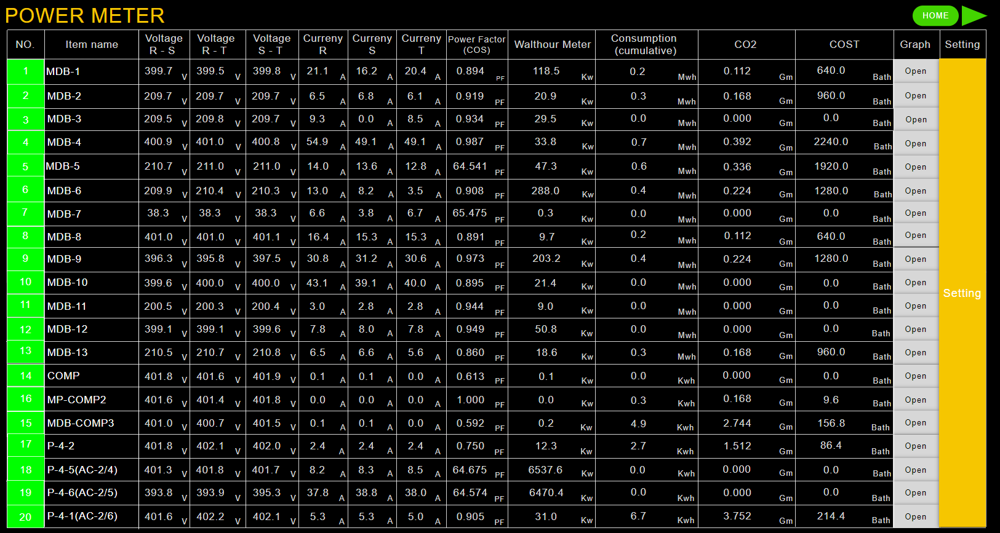 POWER METER
HOME
NO. Item name Voltage R - S Voltage R - T Voltage S - T Curreny R Curreny S Curreny T Power Factor (COS) Walthour Meter Consumption (cumulative) CO2 COST Graph Setting
1 MDB-1 399.7 V 399.5 V 399.8 V 21.1 A 16.2 A 20.4 A 0.894 PF 118.5 Kw 0.2 Mwh 0.112 Gm 640.0 Bath Open
2 MDB-2 209.7 V 209.7 V 209.7 V 6.5 A 6.8 A 6.1 A 0.919 PF 20.9 Kw 0.3 Mwh 0.168 Gm 960.0 Bath Open
3 MDB-3 209.5 V 209.8 V 209.7 V 9.3 A 0.0 A 8.5 A 0.934 PF 29.5 Kw 0.0 Mwh 0.000 Gm 0.0 Bath Open
4 MDB-4 400.9 V 401.0 V 400.8 V 54.9 A 49.1 A 49.1 A 0.987 PF 33.8 Kw 0.7 Mwh 0.392 Gm 2240.0 Bath Open
5 MDB-5 210.7 V 211.0 V 211.0 V 14.0 A 13.6 A 12.8 A 64.541 PF 47.3 Kw 0.6 Mwh 0.336 Gm 1920.0 Bath Open
6 MDB-6 209.9 V 210.4 V 210.3 V 13.0 A 8.2 A 3.5 A 0.908 PF 288.0 Kw 0.4 Mwh 0.224 Gm 1280.0 Bath Open
7 MDB-7 38.3 V 38.3 V 38.3 V 6.6 A 3.8 A 6.7 A 65.475 PF 0.3 Kw 0.0 Mwh 0.000 Gm 0.0 Bath Open
8 MDB-8 401.0 V 401.0 V 401.1 V 16.4 A 15.3 A 15.3 A 0.891 PF 9.7 Kw 0.2 Mwh 0.112 Gm 640.0 Bath Open
9 MDB-9 396.3 V 395.8 V 397.5 V 30.8 A 31.2 A 30.6 A 0.973 PF 203.2 Kw 0.4 Mwh 0.224 Gm 1280.0 Bath Open
10 MDB-10 399.6 V 400.0 V 400.0 V 43.1 A 39.1 A 40.0 A 0.895 PF 21.4 Kw 0.0 Mwh 0.000 Gm 0.0 Bath Open
Setting
11 MDB-11 200.5 V 200.3 V 200.4 V 3.0 A 2.8 A 2.8 A 0.944 PF 9.0 Kw 0.0 Mwh 0.000 Gm 0.0 Bath Open
12 MDB-12 399.1 V 399.1 V 399.6 V 7.8 A 8.0 A 7.8 A 0.949 PF 50.8 Kw 0.0 Mwh 0.000 Gm 0.0 Bath Open
13 MDB-13 210.5 V 210.7 V 210.8 V 6.5 A 6.6 A 5.6 A 0.860 PF 18.6 Kw 0.3 Mwh 0.168 Gm 960.0 Bath Open
14 COMP 401.8 V 401.6 V 401.9 V 0.1 A 0.1 A 0.0 A 0.613 PF 0.1 Kw 0.0 Kwh 0.000 Gm 0.0 Bath Open
16 MP-COMP2 401.6 V 401.4 V 401.8 V 0.0 A 0.0 A 0.0 A 1.000 PF 0.0 Kw 0.3 Kwh 0.168 Gm 9.6 Bath Open
15 MDB-COMP3 401.0 V 400.7 V 401.5 V 0.1 A 0.1 A 0.0 A 0.592 PF 0.2 Kw 4.9 Kwh 2.744 Gm 156.8 Bath Open
17 P-4-2 401.8 V 402.1 V 402.0 V 2.4 A 2.4 A 2.4 A 0.750 PF 12.3 Kw 2.7 Kwh 1.512 Gm 86.4 Bath Open
18 P-4-5(AC-2/4) 401.3 V 401.8 V 401.7 V 8.2 A 8.3 A 8.5 A 64.675 PF 6537.6 Kw 0.0 Kwh 0.000 Gm 0.0 Bath Open
19 P-4-6(AC-2/5) 393.8 V 393.9 V 395.3 V 37.8 A 38.8 A 38.0 A 64.574 PF 6470.4 Kw 0.0 Kwh 0.000 Gm 0.0 Bath Open
20 P-4-1(AC-2/6) 401.6 V 402.2 V 402.1 V 5.3 A 5.3 A 5.0 A 0.905 PF 31.0 Kw 6.7 Kwh 3.752 Gm 214.4 Bath Open